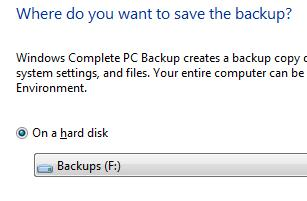 Where do you want to save the backup?
Windows Complete PC Backup creates a backup copy
system settings, and files. Your entire computer can be
Environment.
On a hard disk
Backups (F:)